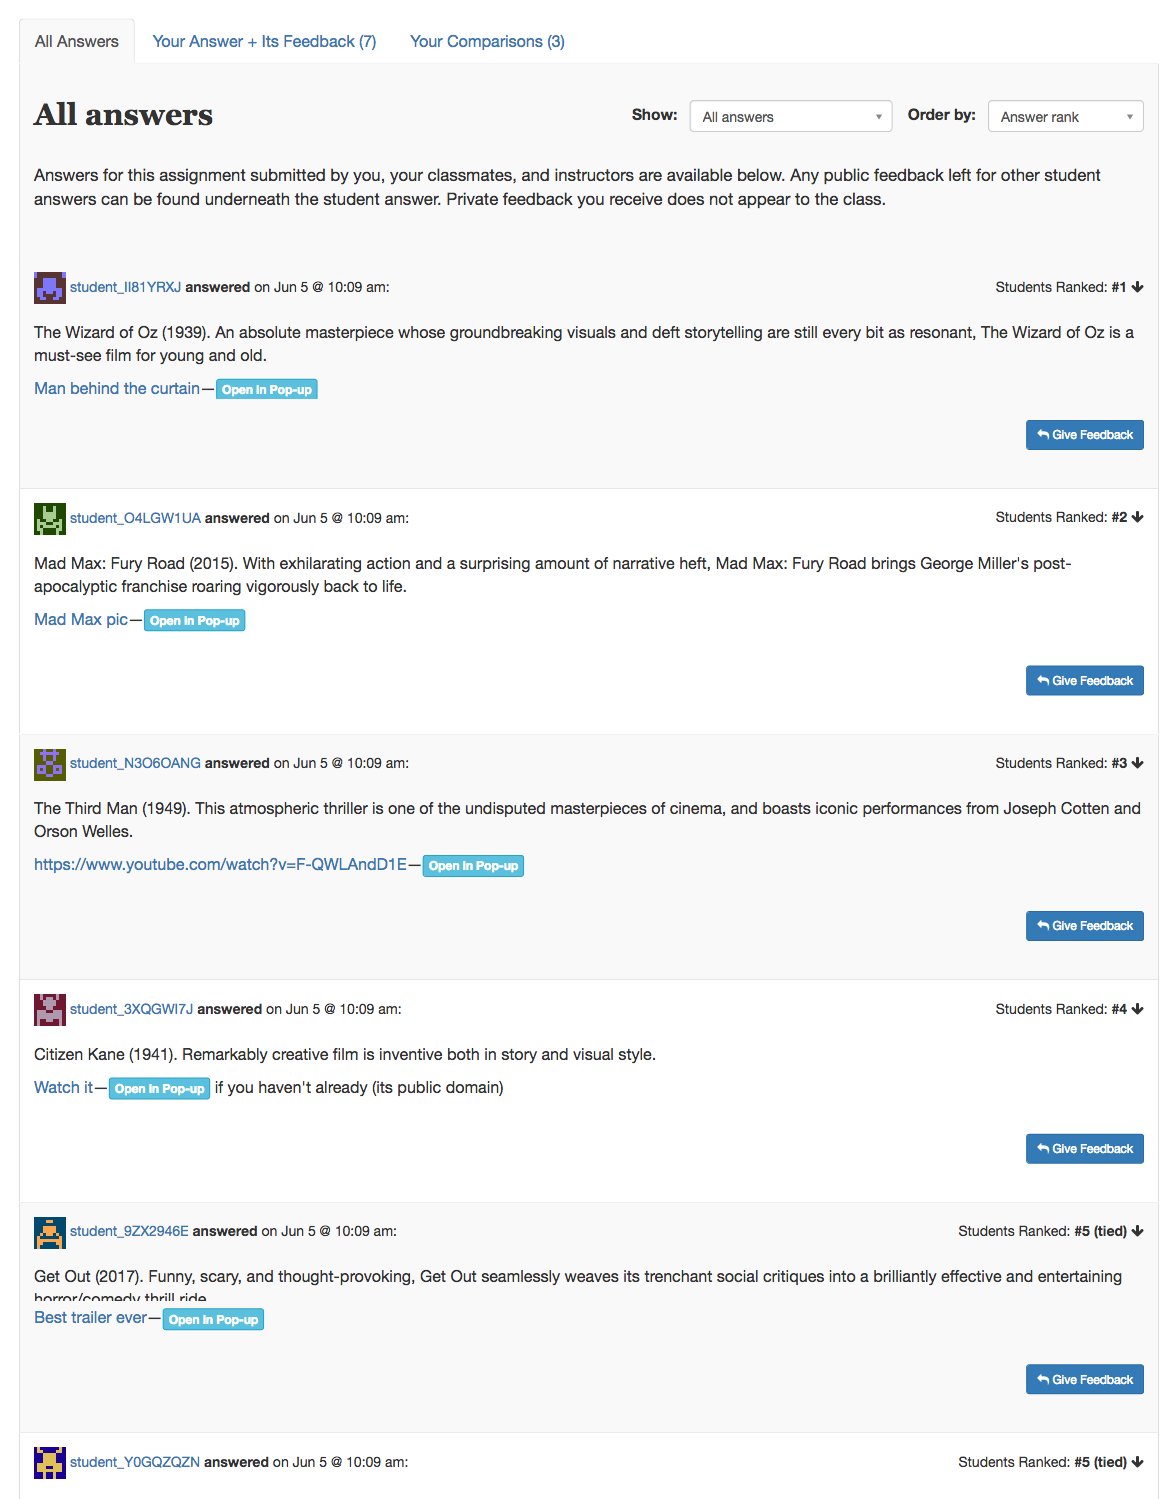 All Answers Your Answer + Its Feedback (7) Your Comparisons (3)
All answers Show: All answers Order by: Answer rank
Answers for this assignment submitted by you, your classmates, and instructors are available below. Any public feedback left for other student
answers can be found underneath the student answer. Private feedback you receive does not appear to the class.
student_II81YRXJ answered on Jun 5 @ 10:09 am: Students Ranked: #1
The Wizard of Oz (1939). An absolute masterpiece whose groundbreaking visuals and deft storytelling are still every bit as resonant, The Wizard of Oz is a
must-see film for young and old.
Man behind the curtain—Open in Pop-up
Give Feedback
student_O4LGW1UA answered on Jun 5 @ 10:09 am: Students Ranked: #2
Mad Max: Fury Road (2015). With exhilarating action and a surprising amount of narrative heft, Mad Max: Fury Road brings George Miller's post-
apocalyptic franchise roaring vigorously back to life.
Mad Max pic—Open in Pop-up
Give Feedback
student_N3O6OANG answered on Jun 5 @ 10:09 am: Students Ranked: #3
The Third Man (1949). This atmospheric thriller is one of the undisputed masterpieces of cinema, and boasts iconic performances from Joseph Cotten and
Orson Welles.
https://www.youtube.com/watch?v=F-QWLAndD1E—Open in Pop-up
Give Feedback
student_3XQGWI7J answered on Jun 5 @ 10:09 am: Students Ranked: #4
Citizen Kane (1941). Remarkably creative film is inventive both in story and visual style.
Watch it—Open in Pop-up if you haven't already (its public domain)
Give Feedback
student_9ZX2946E answered on Jun 5 @ 10:09 am: Students Ranked: #5 (tied)
Get Out (2017). Funny, scary, and thought-provoking, Get Out seamlessly weaves its trenchant social critiques into a brilliantly effective and entertaining
horror/comedy thrill ride.
Best trailer ever—Open in Pop-up
Give Feedback
student_Y0GQZQZN answered on Jun 5 @ 10:09 am: Students Ranked: #5 (tied)